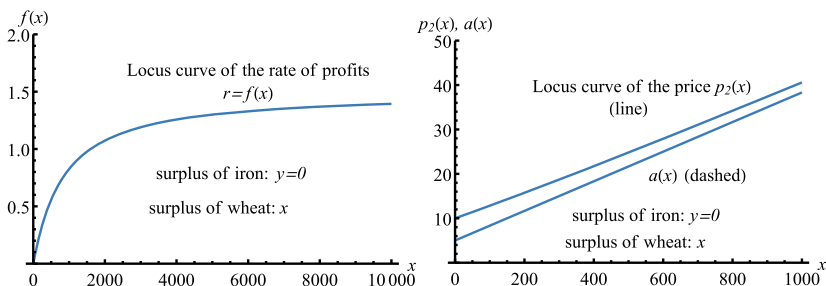 f(x)
2.0
Locus curve of the rate of profits
r=f(x)
1.5
1.0
surplus of iron: y=0
surplus of wheat: x
0.5
0 2000 4000 6000 8000 10000 x
p₂(x), a(x)
50
Locus curve of the price p₂(x)
(line)
40
30
20
a(x) (dashed)
surplus of iron: y=0
10
surplus of wheat: x
0 200 400 600 800 1000 x